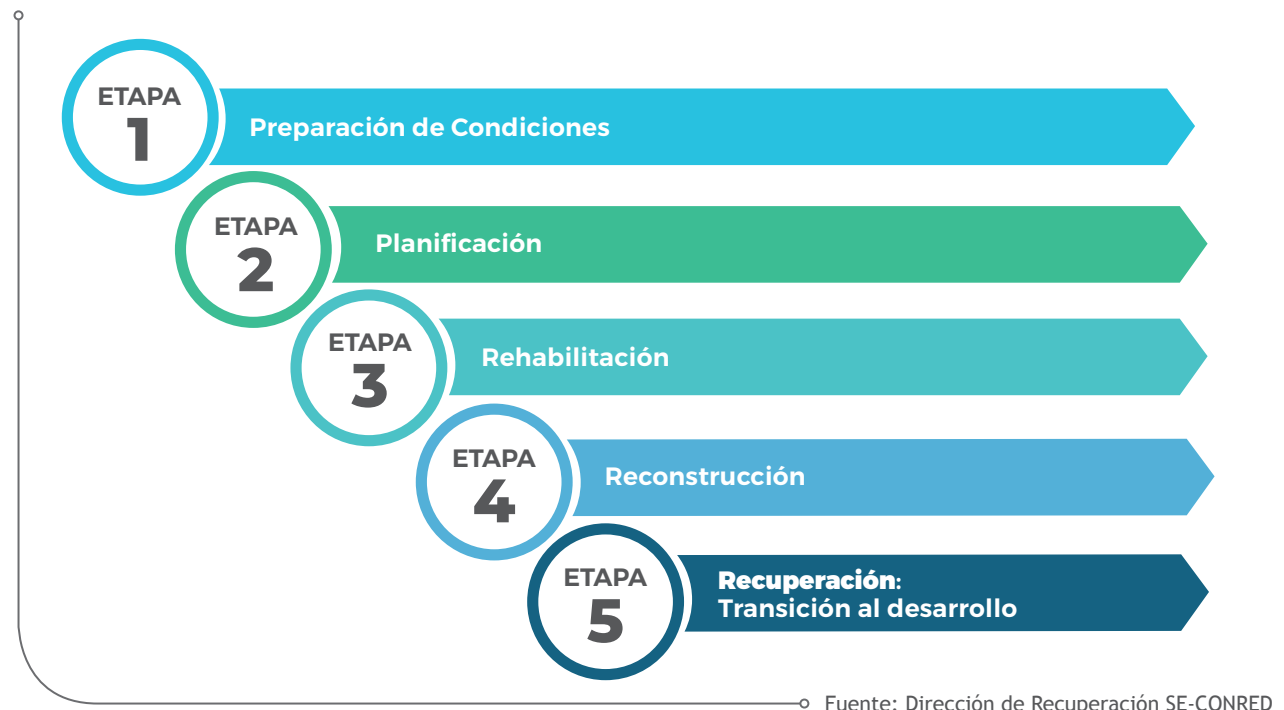 ETAPA
1
Preparación de Condiciones
ETAPA
2
Planificación
ETAPA
3
Rehabilitación
ETAPA
4
Reconstrucción
ETAPA
5
Recuperación:
Transición al desarrollo
Fuente: Dirección de Recuperación SE-CONRED